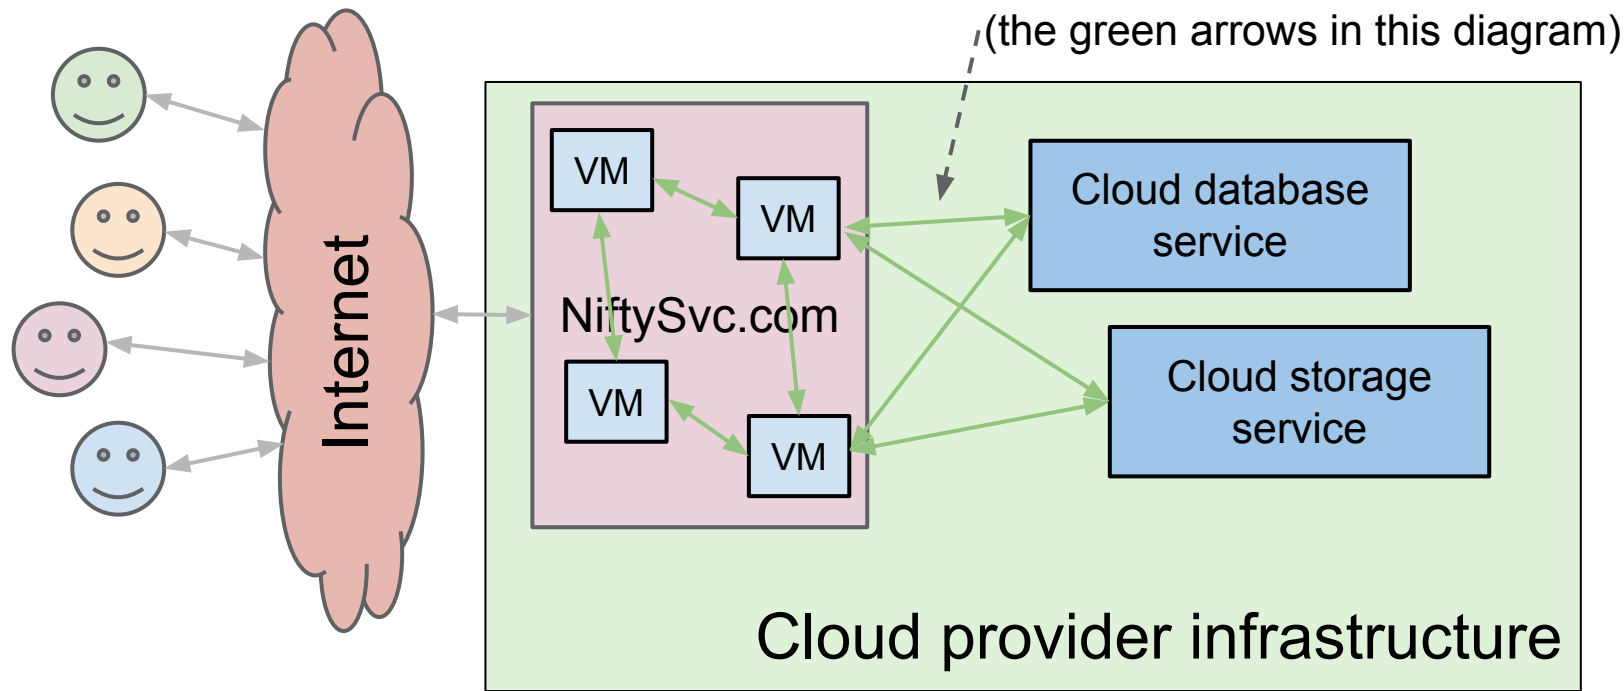 (the green arrows in this diagram)
Internet
VM
VM
NiftySvc.com
VM
VM
Cloud database
service
Cloud storage
service
Cloud provider infrastructure